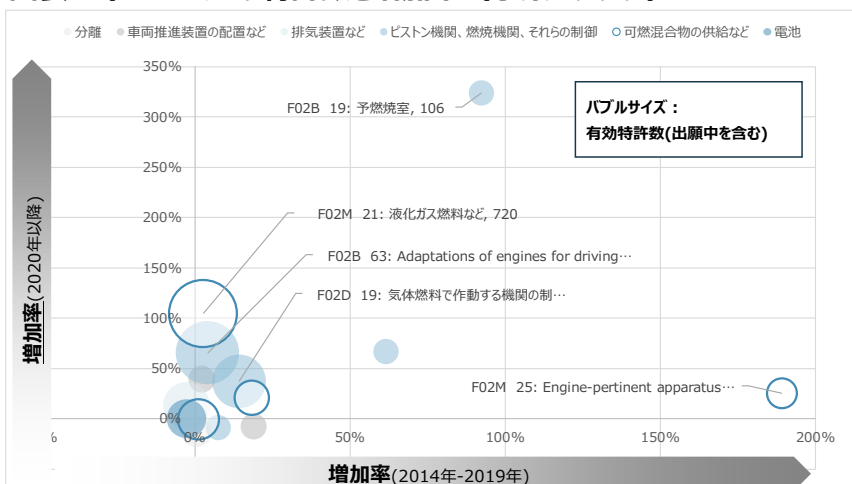 分離 車両推進装置の配置など 排気装置など ピストン機関、燃焼機関、それらの制御 可燃混合物の供給など 電池
350%
300%
250%
200%
150%
100%
50%
0%
F02B 19: 予燃焼室, 106
バブルサイズ：
有効特許数(出願中を含む)
F02M 21: 液化ガス燃料など, 720
F02B 63: Adaptations of engines for driving…
F02D 19: 気体燃料で作動する機関の制…
F02M 25: Engine-pertinent apparatus…
増加率(2020年以降)
% 0% 50% 100% 150% 200%
増加率(2014年-2019年)